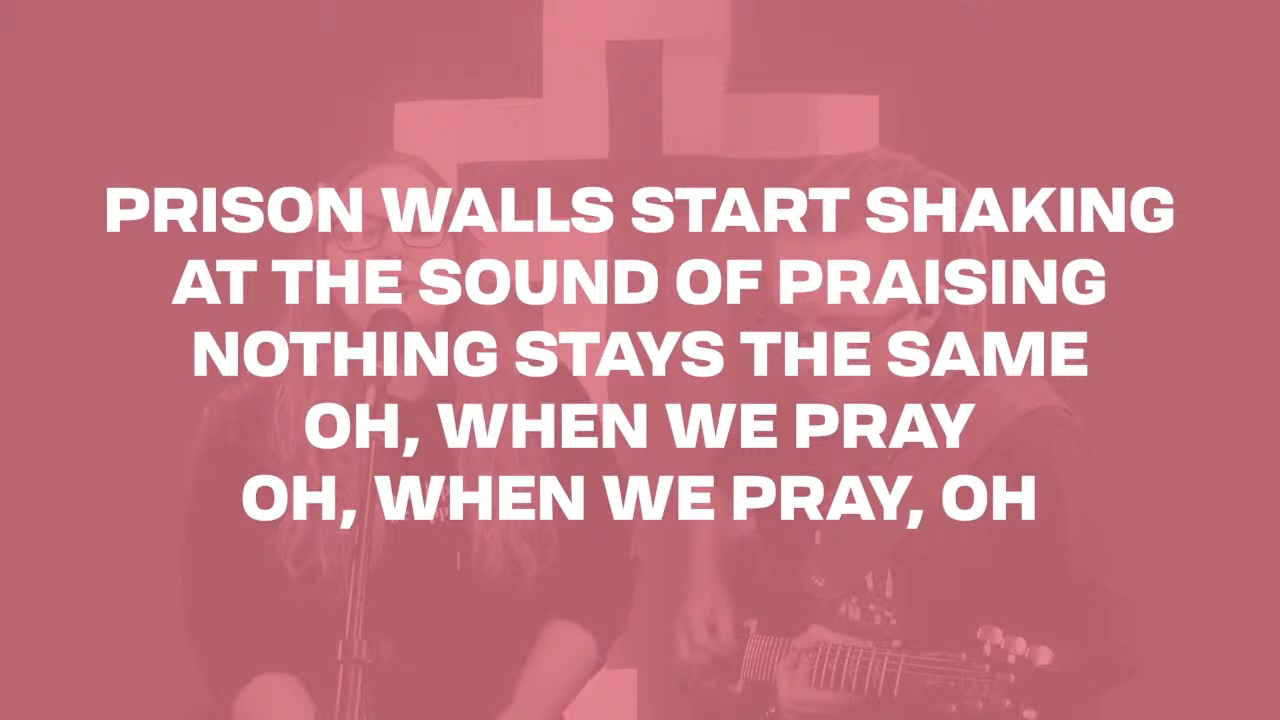 PRISON WALLS START SHAKING
AT THE SOUND OF PRAISING
NOTHING STAYS THE SAME
OH, WHEN WE PRAY
OH, WHEN WE PRAY, OH